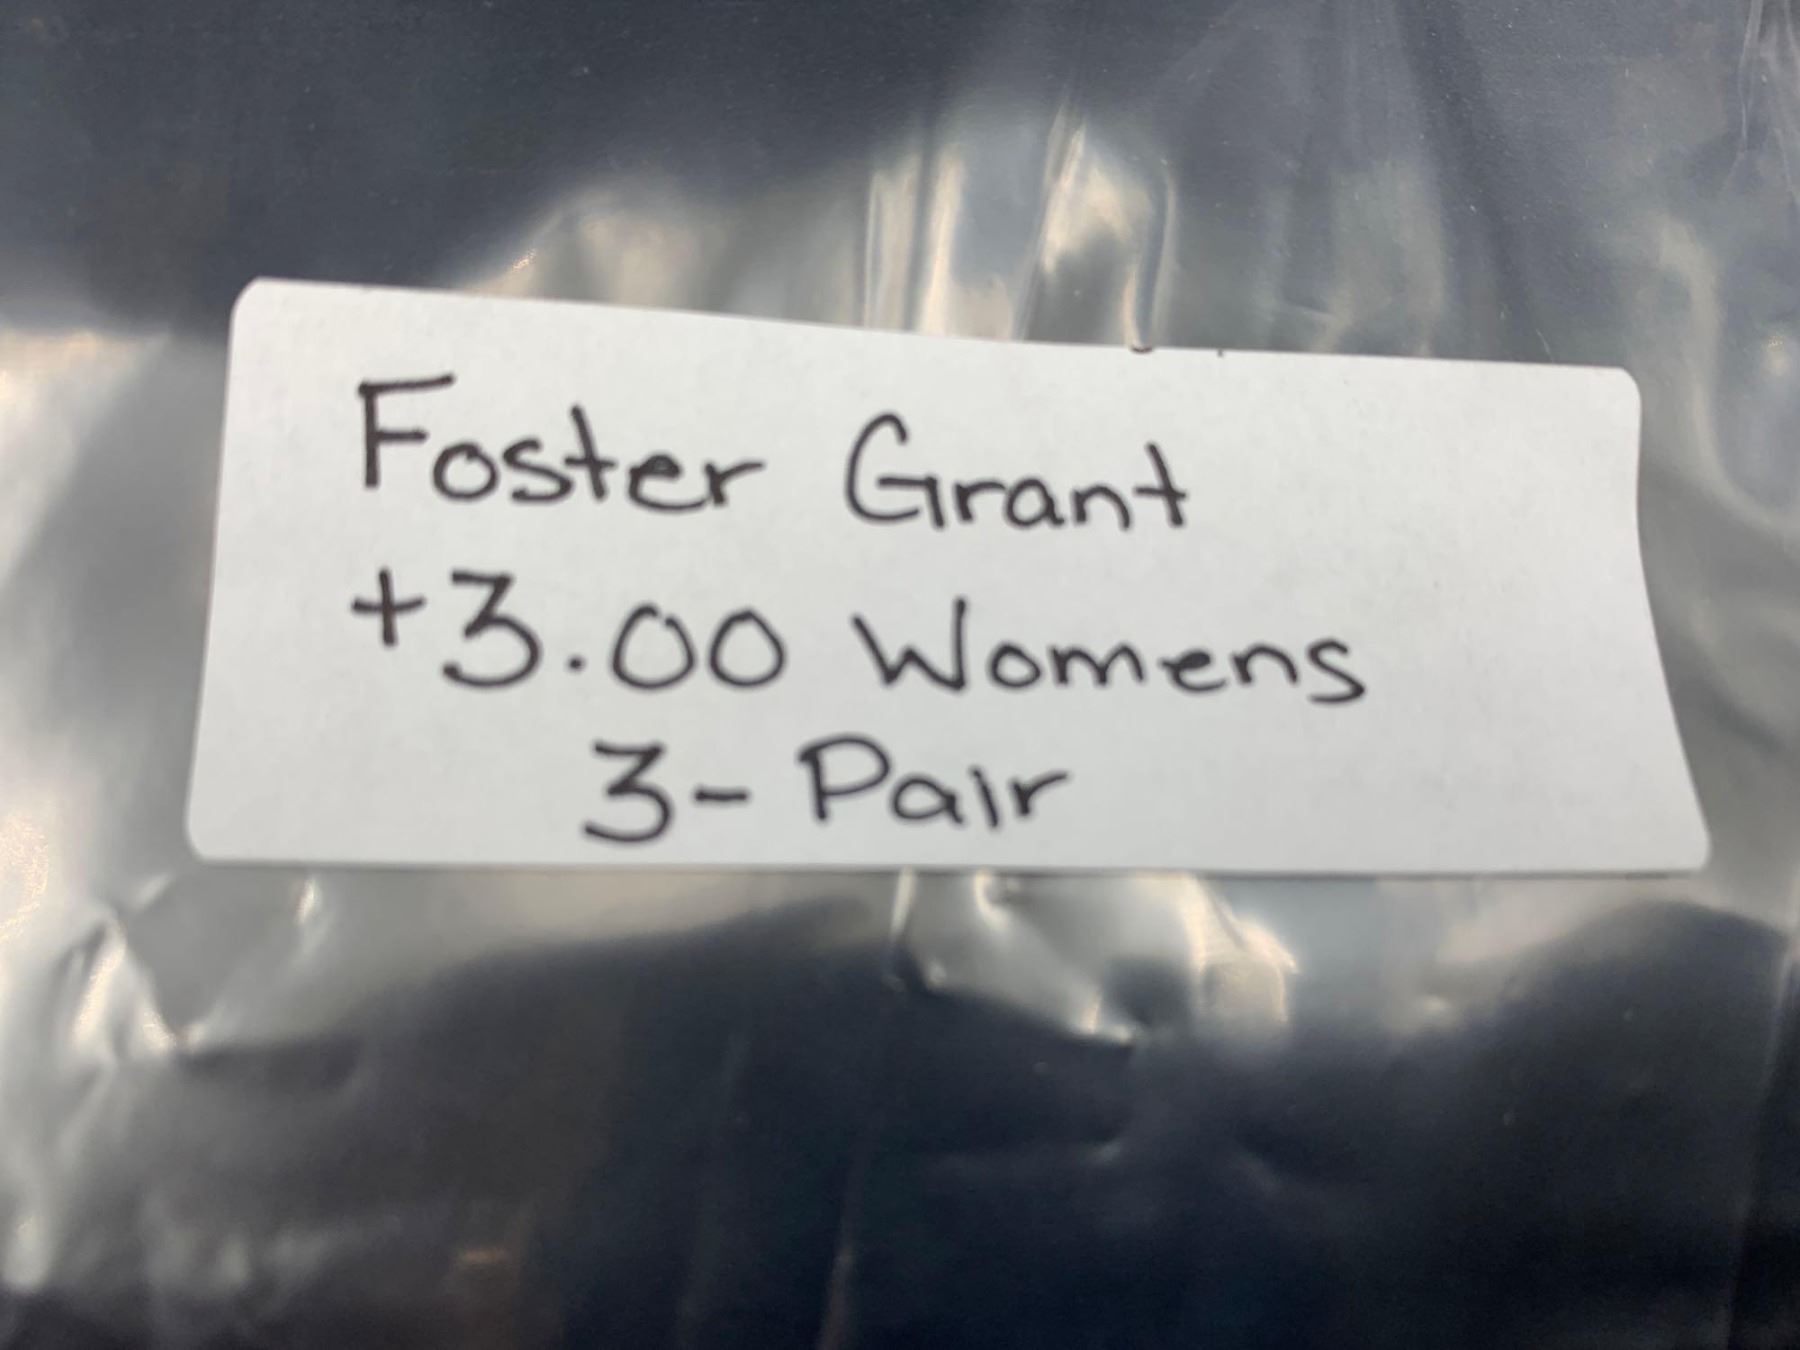 Foster Grant
+3.00 Womens
3- Pair